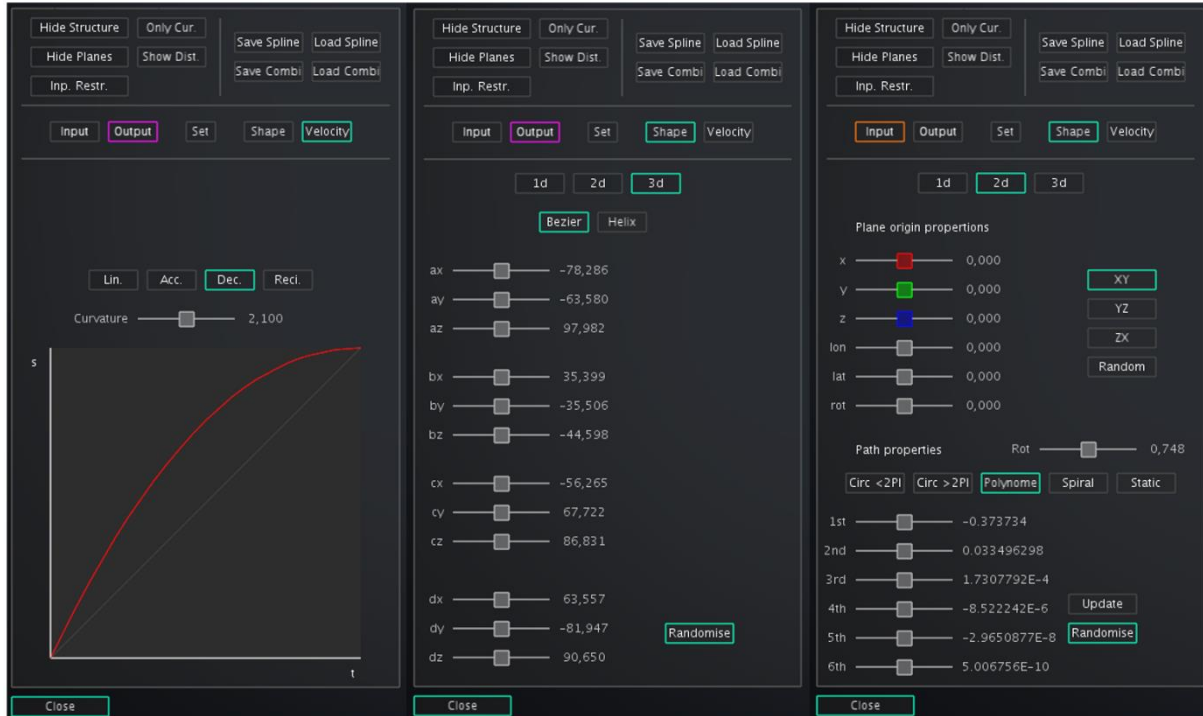 Hide Structure Only Cur. Save Spline Load Spline
Hide Planes Show Dist. Save Combi Load Combi
Inp. Restr.
Input Output Set Shape Velocity
Lin. Acc. Dec. Reci.
Curvature 2,100
s
t
Close
Hide Structure Only Cur. Save Spline Load Spline
Hide Planes Show Dist. Save Combi Load Combi
Inp. Restr.
Input Output Set Shape Velocity
1d 2d 3d
Bezier Helix
ax -78,286
ay -63,580
az 97,982
bx 35,399
by -35,506
bz -44,598
cx -56,265
cy 67,722
cz 86,831
dx 63,557
dy -81,947 Randomise
dz 90,650
Close
Hide Structure Only Cur. Save Spline Load Spline
Hide Planes Show Dist. Save Combi Load Combi
Inp. Restr.
Input Output Set Shape Velocity
1d 2d 3d
Plane origin propertions
x 0,000 XY
y 0,000 YZ
z 0,000 ZX
lon 0,000 Random
lat 0,000
rot 0,000
Path properties Rot 0,748
Circ <2PI Circ >2PI Polynome Spiral Static
1st -0.373734
2nd 0.033496298
3rd 1.7307792E-4
4th -8.522242E-6 Update
5th -2.9650877E-8 Randomise
6th 5.006756E-10
Close